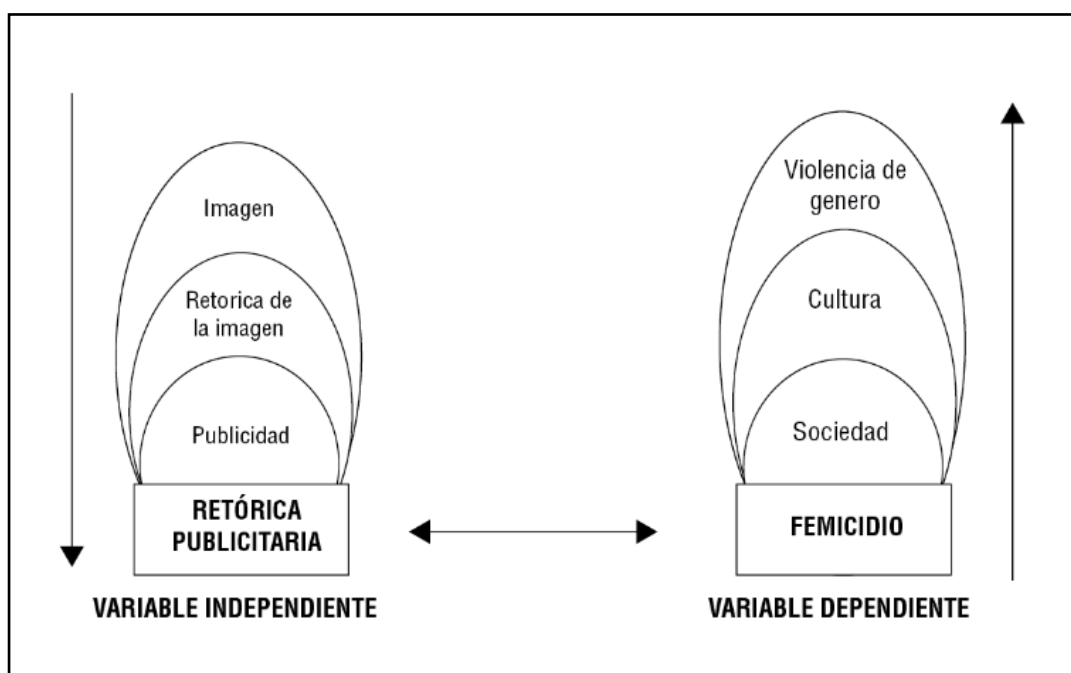 Imagen
Retorica de
la imagen
Publicidad
RETÓRICA
PUBLICITARIA
VARIABLE INDEPENDIENTE
Violencia de
genero
Cultura
Sociedad
FEMICIDIO
VARIABLE DEPENDIENTE